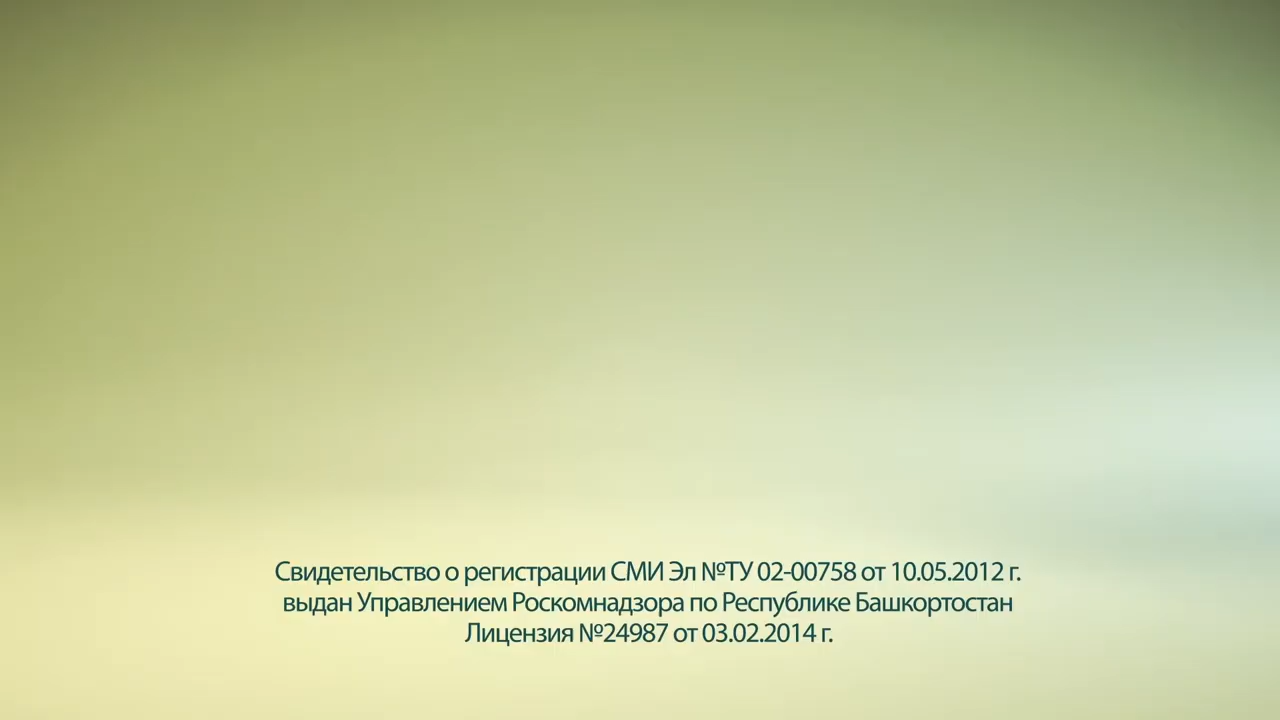 Свидетельство о регистрации СМИ Эл №ТУ 02-00758 от 10.05.2012 г.
выдан Управлением Роскомнадзора по Республике Башкортостан
Лицензия №24987 от 03.02.2014 г.